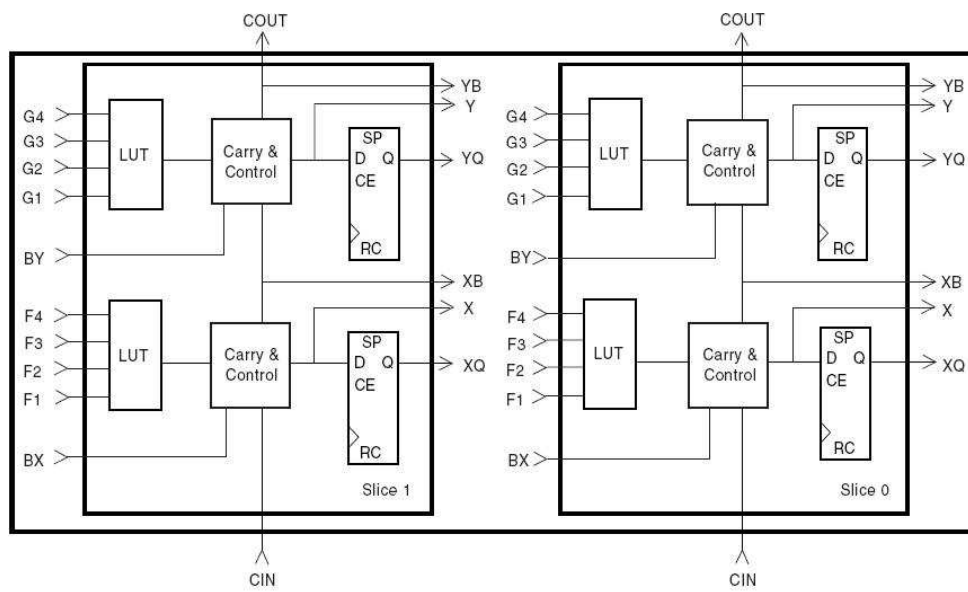 COUT
COUT
YB
Y
G4
G3
G2
G1
LUT
Carry &
Control
SP
D Q
CE
RC
YQ
BY
XB
X
F4
F3
F2
F1
LUT
Carry &
Control
SP
D Q
CE
RC
XQ
BX
Slice 1
CIN
YB
Y
G4
G3
G2
G1
LUT
Carry &
Control
SP
D Q
CE
RC
YQ
BY
XB
X
F4
F3
F2
F1
LUT
Carry &
Control
SP
D Q
CE
RC
XQ
BX
Slice 0
CIN